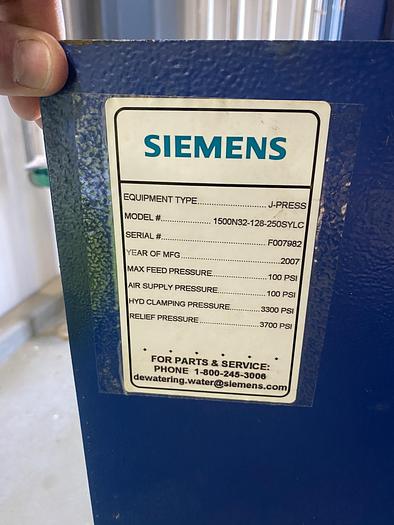 SIEMENS
EQUIPMENT TYPE....................J-PRESS
MODEL #..............1500N32-128-250SYLC
SERIAL #................................F007982
YEAR OF MFG................................2007
MAX FEED PRESSURE................100 PSI
AIR SUPPLY PRESSURE..............100 PSI
HYD CLAMPING PRESSURE.........3300 PSI
RELIEF PRESSURE.....................3700 PSI
FOR PARTS & SERVICE:
PHONE 1-800-245-3006
dewatering.water@siemens.com